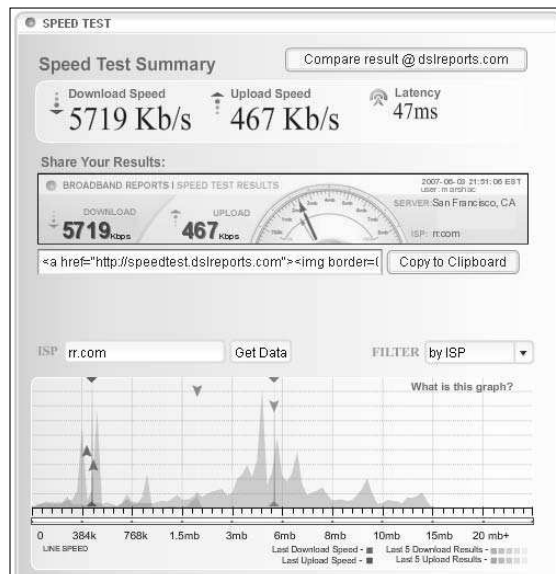 SPEED TEST
Speed Test Summary
Compare result @ dslreports.com
Download Speed
5719 Kb/s
Upload Speed
467 Kb/s
Latency
47ms
Share Your Results:
BROADBAND REPORTS | SPEED TEST RESULTS
2007-06-03 21:51:06 EST
user: marshac
DOWNLOAD
5719 Kbps
UPLOAD
467 Kbps
SERVER: San Francisco, CA
ISP: rr.com
<a href="http://speedtest.dslreports.com"><img border=(
Copy to Clipboard
ISP rr.com
Get Data
FILTER by ISP
What is this graph?
0 384k 768k 1.5mb 3mb 6mb 8mb 10mb 15mb 20 mb+
LINE SPEED
Last Download Speed -
Last 5 Download Results -
Last Upload Speed -
Last 5 Upload Results -